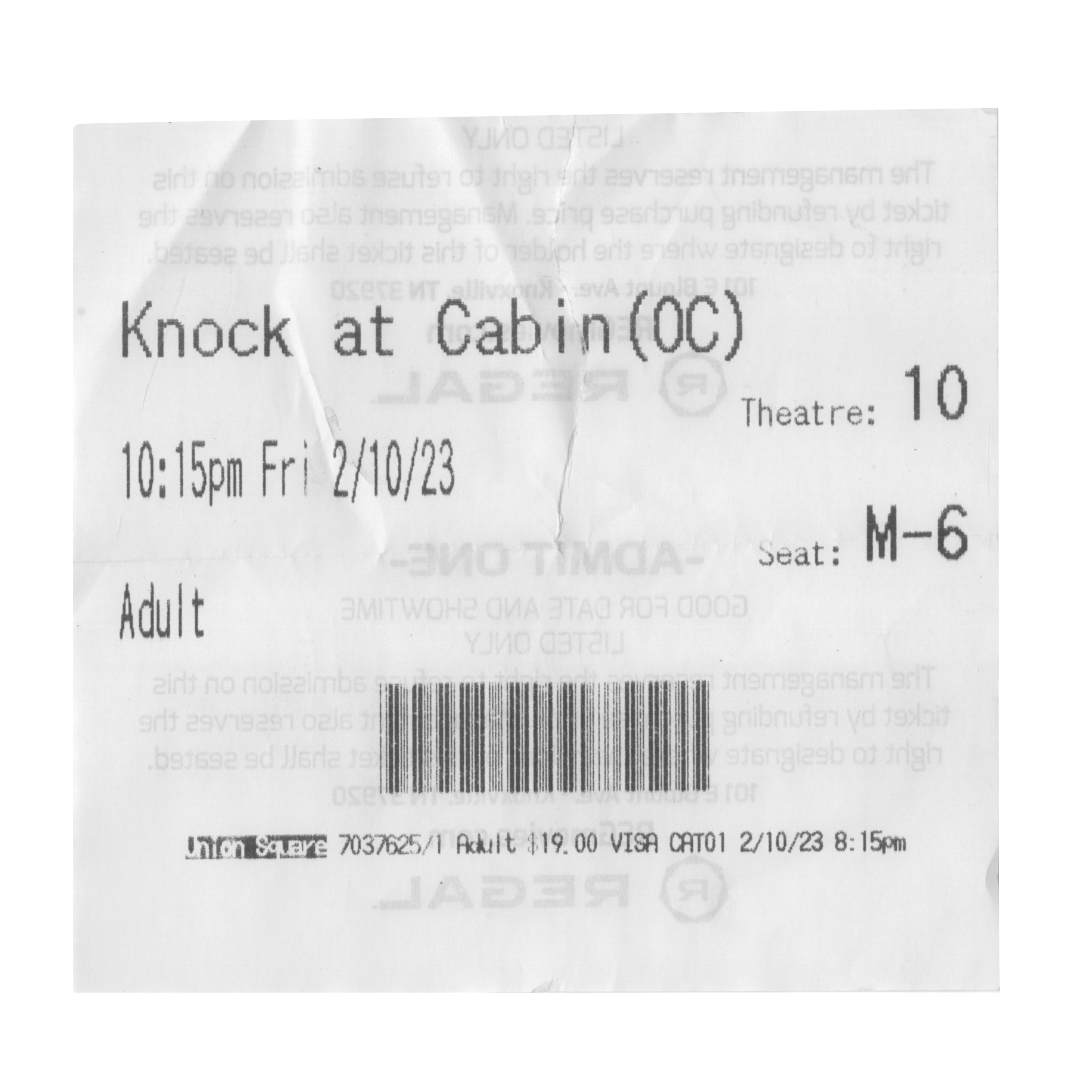 LISTED ONLY
The management reserves the right to refuse admission on this
ticket by refunding purchase price. Management also reserves the
right to designate where the holder of this ticket shall be seated.
101 E Blount Ave. - Knoxville, TN 37920
REGmovies.com
Knock at Cabin(OC)
REGAL
Theatre: 10
10:15pm Fri 2/10/23
Seat: M-6
-ADMIT ONE-
GOOD FOR DATE AND SHOWTIME
Adult
LISTED ONLY
The management reserves the right to refuse admission on this
ticket by refunding also reserves the
right to designate ticket shall be seated.
101 E Blount Ave. - Knoxville, TN 37920
REGmovies.com
Union Square 7037625/1 Adult $19.00 VISA CAT01 2/10/23 8:15pm
REGAL